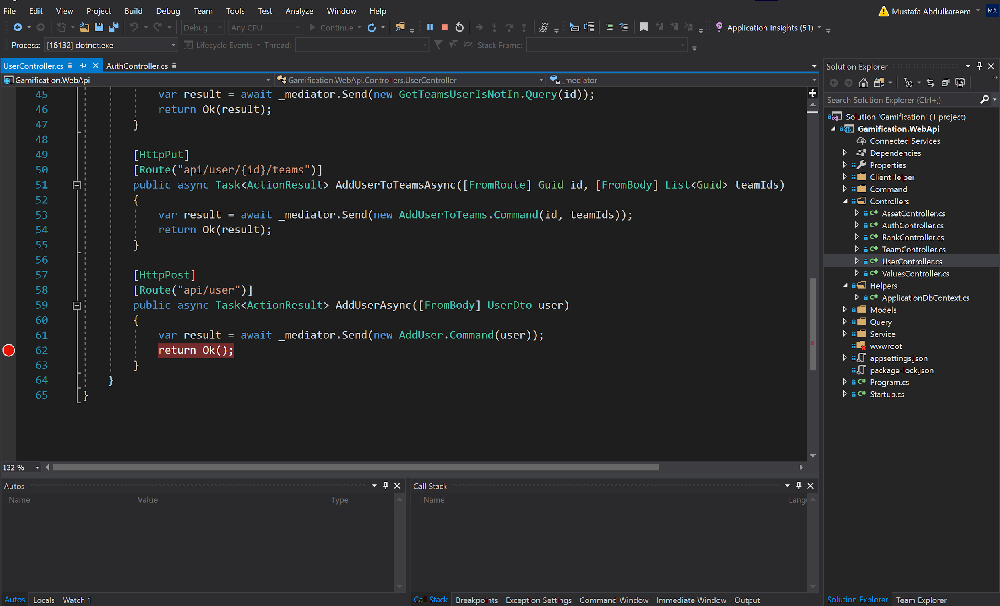 File Edit View Project Build Debug Team Tools Test Analyze Window Help
Mustafa Abdulkareem MA
Debug Any CPU Continue Application Insights (51)
Process: [16132] dotnet.exe Lifecycle Events Thread: Stack Frame:
UserController.cs AuthController.cs
Gamification.WebApi Gamification.WebApi.Controllers.UserController _mediator
45 var result = await _mediator.Send(new GetTeamsUserIsNotIn.Query(id));
46 return Ok(result);
47 }
48
49 [HttpPut]
50 [Route("api/user/{id}/teams")]
51 public async Task<ActionResult> AddUserToTeamsAsync([FromRoute] Guid id, [FromBody] List<Guid> teamIds)
52 {
53 var result = await _mediator.Send(new AddUserToTeams.Command(id, teamIds));
54 return Ok(result);
55 }
56
57 [HttpPost]
58 [Route("api/user")]
59 public async Task<ActionResult> AddUserAsync([FromBody] UserDto user)
60 {
61 var result = await _mediator.Send(new AddUser.Command(user));
62 return Ok();
63 }
64 }
65 }
132 %
Solution Explorer
Search Solution Explorer (Ctrl+;)
Solution 'Gamification' (1 project)
Gamification.WebApi
Connected Services
Dependencies
Properties
ClientHelper
Command
Controllers
C# AssetController.cs
C# AuthController.cs
C# RankController.cs
C# TeamController.cs
C# UserController.cs
C# ValuesController.cs
Helpers
C# ApplicationDbContext.cs
Models
Query
Service
wwwroot
appsettings.json
package-lock.json
C# Program.cs
C# Startup.cs
Autos
Name Value Type
Call Stack
Name Lang
Autos Locals Watch 1
Call Stack Breakpoints Exception Settings Command Window Immediate Window Output
Solution Explorer Team Explorer